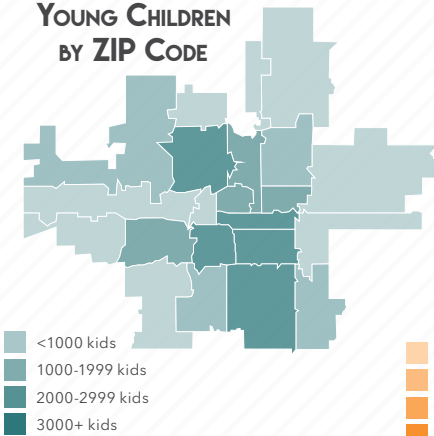 Young Children
by ZIP Code
<1000 kids
1000-1999 kids
2000-2999 kids
3000+ kids